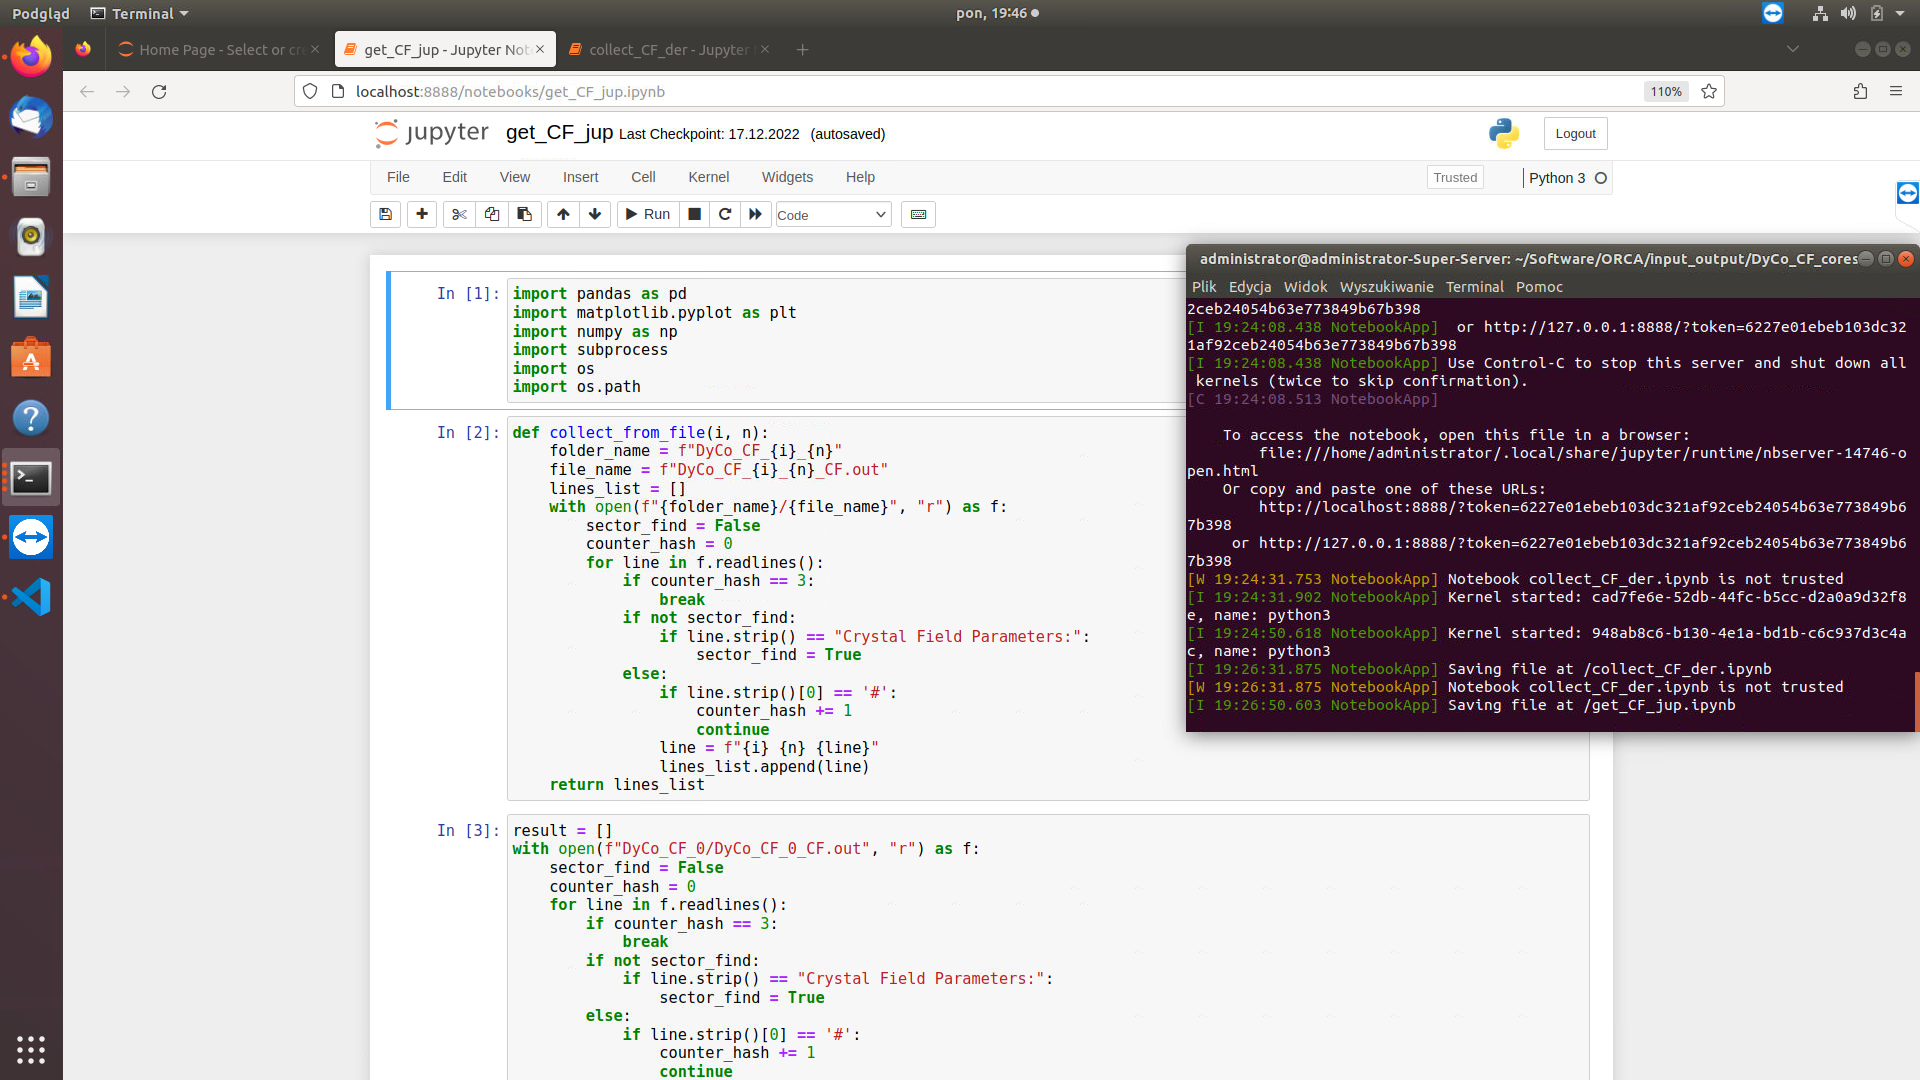 Podgląd Terminal pon, 19:46
Home Page - Select or cre get_CF_jup - Jupyter Not collect_CF_der - Jupyter
localhost:8888/notebooks/get_CF_jup.ipynb 110%
jupyter get_CF_jup Last Checkpoint: 17.12.2022 (autosaved) Logout
File Edit View Insert Cell Kernel Widgets Help Trusted Python 3
Run Code
In [1]: import pandas as pd
import matplotlib.pyplot as plt
import numpy as np
import subprocess
import os
import os.path
In [2]: def collect_from_file(i, n):
folder_name = f"DyCo_CF_{i}_{n}"
file_name = f"DyCo_CF_{i}_{n}_CF.out"
lines_list = []
with open(f"{folder_name}/{file_name}", "r") as f:
sector_find = False
counter_hash = 0
for line in f.readlines():
if counter_hash == 3:
break
if not sector_find:
if line.strip() == "Crystal Field Parameters:":
sector_find = True
else:
if line.strip()[0] == '#':
counter_hash += 1
continue
line = f"{i} {n} {line}"
lines_list.append(line)
return lines_list
In [3]: result = []
with open(f"DyCo_CF_0/DyCo_CF_0_CF.out", "r") as f:
sector_find = False
counter_hash = 0
for line in f.readlines():
if counter_hash == 3:
break
if not sector_find:
if line.strip() == "Crystal Field Parameters:":
sector_find = True
else:
if line.strip()[0] == '#':
counter_hash += 1
continue
administrator@administrator-Super-Server: ~/Software/ORCA/input_output/DyCo_CF_cores
Plik Edycja Widok Wyszukiwanie Terminal Pomoc
2ceb24054b63e773849b67b398
[I 19:24:08.438 NotebookApp]  or http://127.0.0.1:8888/?token=6227e01ebeb103dc32
1af92ceb24054b63e773849b67b398
[I 19:24:08.438 NotebookApp] Use Control-C to stop this server and shut down all
kernels (twice to skip confirmation).
[C 19:24:08.513 NotebookApp]
To access the notebook, open this file in a browser:
file:///home/administrator/.local/share/jupyter/runtime/nbserver-14746-o
pen.html
Or copy and paste one of these URLs:
http://localhost:8888/?token=6227e01ebeb103dc321af92ceb24054b63e773849b6
7b398
or http://127.0.0.1:8888/?token=6227e01ebeb103dc321af92ceb24054b63e773849b6
7b398
[W 19:24:31.753 NotebookApp] Notebook collect_CF_der.ipynb is not trusted
[I 19:24:31.902 NotebookApp] Kernel started: cad7fe6e-52db-44fc-b5cc-d2a0a9d32f8
e, name: python3
[I 19:24:50.618 NotebookApp] Kernel started: 948ab8c6-b130-4e1a-bd1b-c6c937d3c4a
c, name: python3
[I 19:26:31.875 NotebookApp] Saving file at /collect_CF_der.ipynb
[W 19:26:31.875 NotebookApp] Notebook collect_CF_der.ipynb is not trusted
[I 19:26:50.603 NotebookApp] Saving file at /get_CF_jup.ipynb